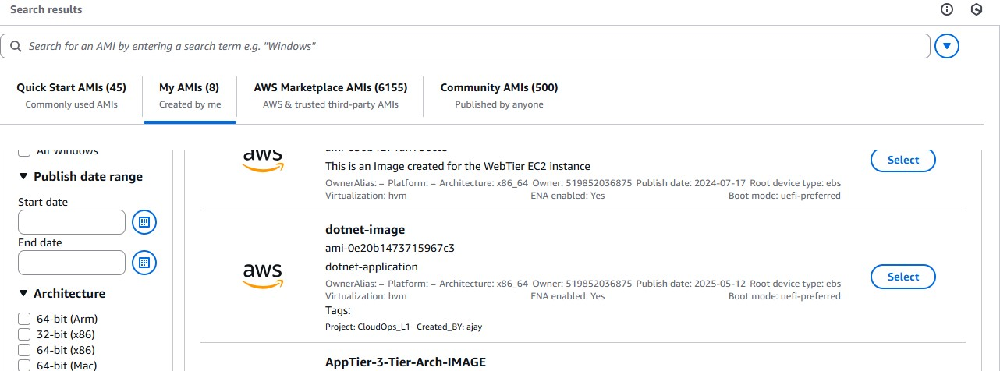 Search results
Search for an AMI by entering a search term e.g. "Windows"
Quick Start AMIs (45)
Commonly used AMIs
My AMIs (8)
Created by me
AWS Marketplace AMIs (6155)
AWS & trusted third-party AMIs
Community AMIs (500)
Published by anyone
All Windows
Publish date range
Start date
End date
Architecture
64-bit (Arm)
32-bit (x86)
64-bit (x86)
64-bit (Mac)
aws
This is an Image created for the WebTier EC2 instance
OwnerAlias: – Platform: – Architecture: x86_64 Owner: 519852036875 Publish date: 2024-07-17 Root device type: ebs
Virtualization: hvm ENA enabled: Yes Boot mode: uefi-preferred
Select
aws
dotnet-image
ami-0e20b1473715967c3
dotnet-application
OwnerAlias: – Platform: – Architecture: x86_64 Owner: 519852036875 Publish date: 2025-05-12 Root device type: ebs
Virtualization: hvm ENA enabled: Yes Boot mode: uefi-preferred
Tags:
Project: CloudOps_L1 Created_BY: ajay
Select
AppTier-3-Tier-Arch-IMAGE